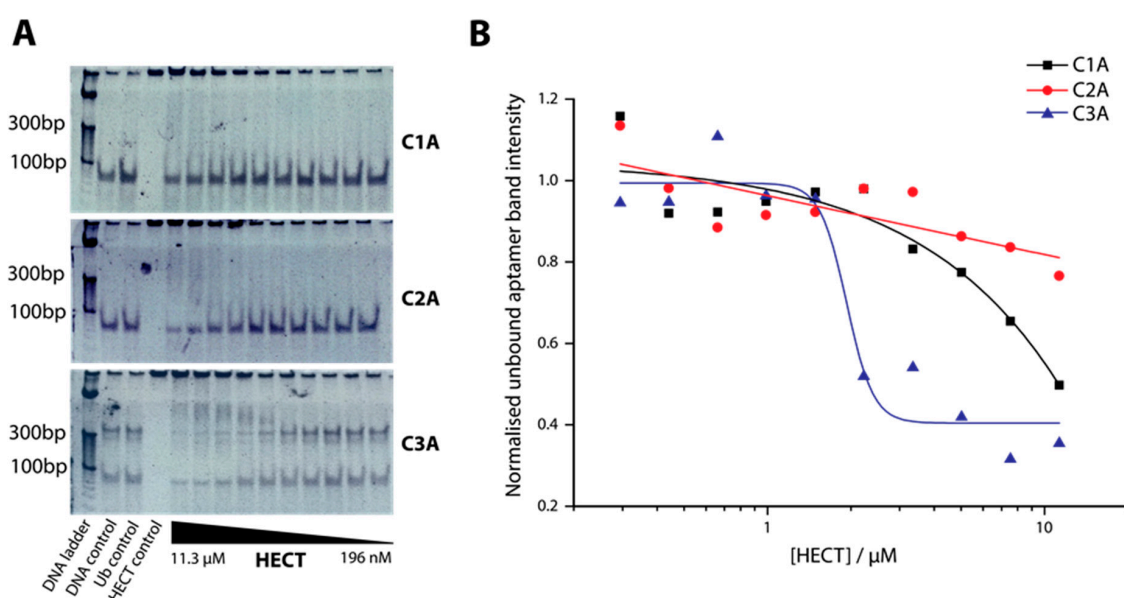 A
300bp
100bp
C1A
300bp
100bp
C2A
300bp
100bp
C3A
DNA ladder
DNA control
Ub control
HECT control
11.3 µM HECT 196 nM
B
C1A
C2A
C3A
Normalised unbound aptamer band intensity
1.2
1.0
0.8
0.6
0.4
0.2
1 10
[HECT] / µM